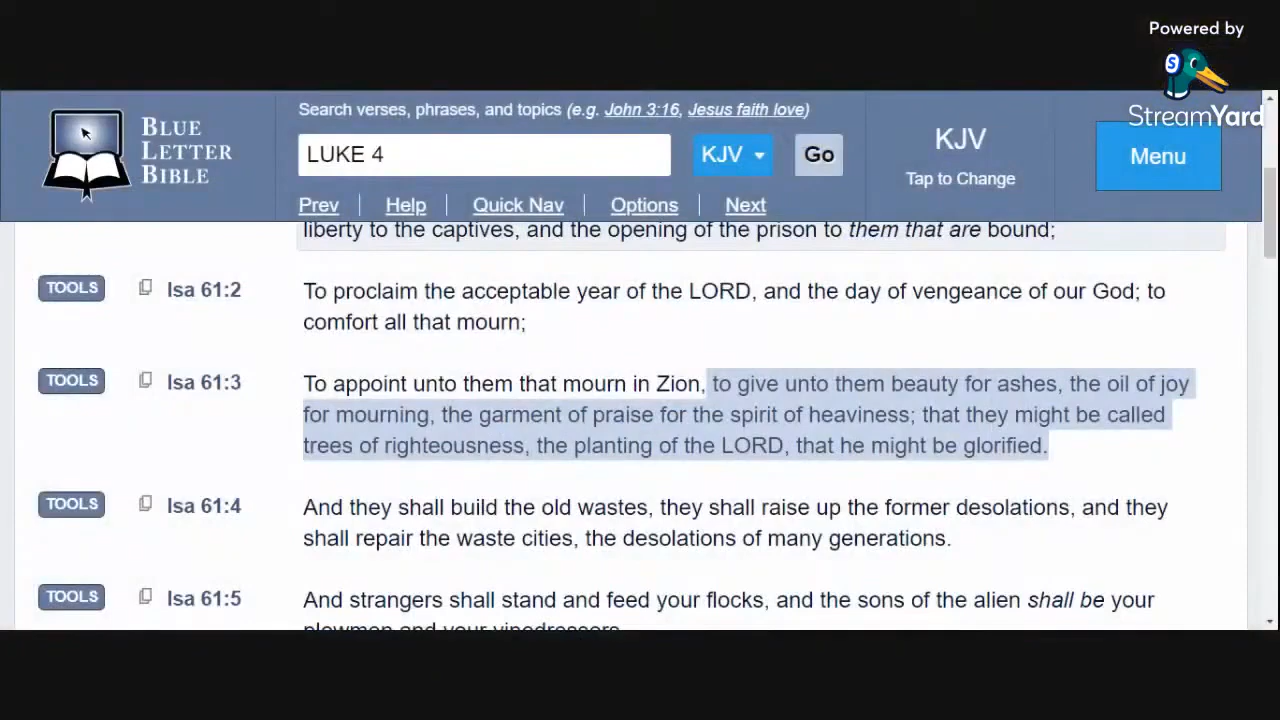 Powered by
S
StreamYard
BLUE
LETTER
BIBLE
Search verses, phrases, and topics (e.g. John 3:16, Jesus faith love)
LUKE 4
KJV
Go
KJV
Tap to Change
Menu
Prev
Help
Quick Nav
Options
Next
liberty to the captives, and the opening of the prison to them that are bound;
TOOLS
Isa 61:2
To proclaim the acceptable year of the LORD, and the day of vengeance of our God; to
comfort all that mourn;
TOOLS
Isa 61:3
To appoint unto them that mourn in Zion, to give unto them beauty for ashes, the oil of joy
for mourning, the garment of praise for the spirit of heaviness; that they might be called
trees of righteousness, the planting of the LORD, that he might be glorified.
TOOLS
Isa 61:4
And they shall build the old wastes, they shall raise up the former desolations, and they
shall repair the waste cities, the desolations of many generations.
TOOLS
Isa 61:5
And strangers shall stand and feed your flocks, and the sons of the alien shall be your
plowmen and your vinedressers.